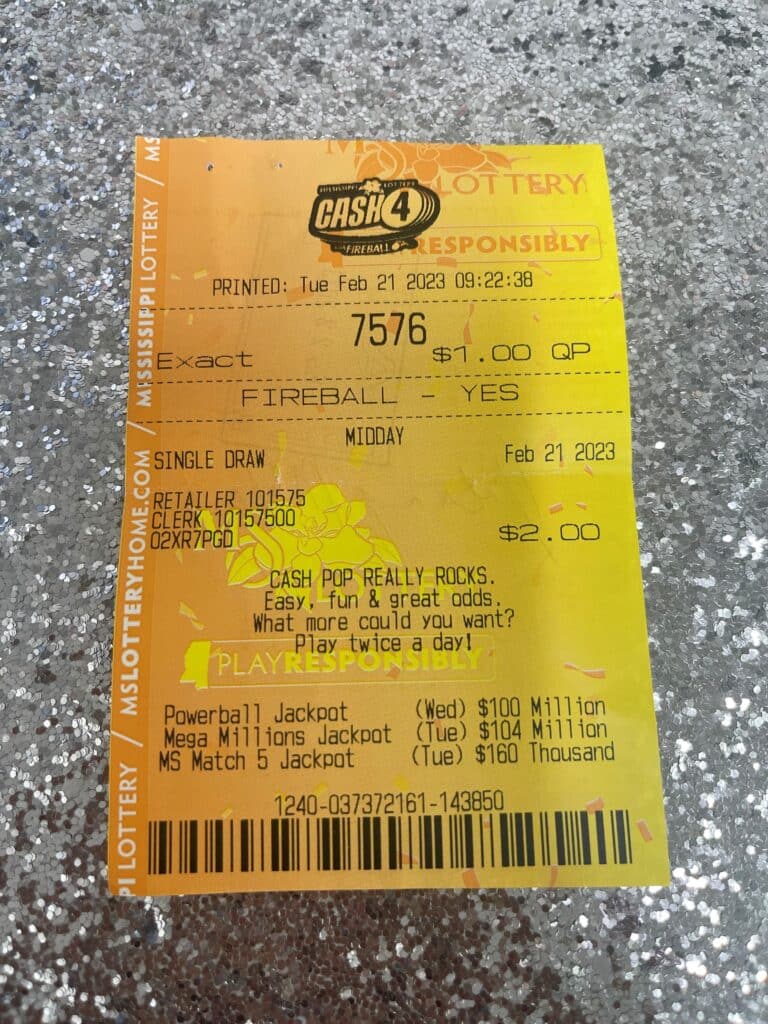 MISSISSIPPI LOTTERY
CASH 4
FIREBALL
LOTTERY
RESPONSIBLY
PRINTED: Tue Feb 21 2023 09:22:38
7576
Exact $1.00 QP
FIREBALL - YES
MIDDAY
SINGLE DRAW Feb 21 2023
RETAILER 101575
CLERK 10157500
02XR7PGD $2.00
CASH POP REALLY ROCKS.
Easy, fun & great odds.
What more could you want?
Play twice a day!
PLAYRESPONSIBLY
Powerball Jackpot (Wed) $100 Million
Mega Millions Jackpot (Tue) $104 Million
MS Match 5 Jackpot (Tue) $160 Thousand
1240-037372161-143850
PI LOTTERY / MSLOTTERYHOME.COM / MISSISSIPPI LOTTERY / MS